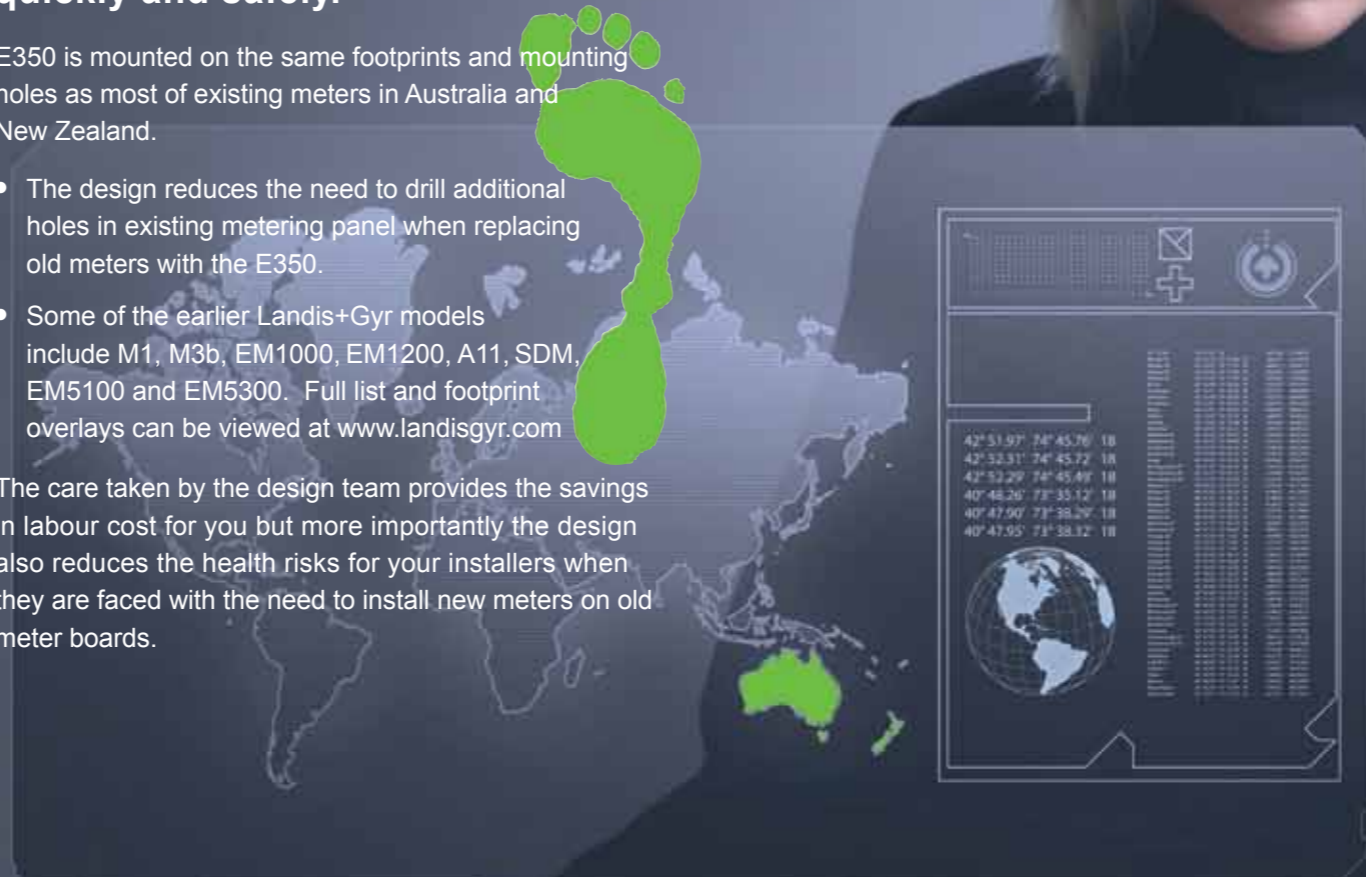 quickly and safely.
E350 is mounted on the same footprints and mounting
holes as most of existing meters in Australia and
New Zealand.
• The design reduces the need to drill additional
holes in existing metering panel when replacing
old meters with the E350.
• Some of the earlier Landis+Gyr models
include M1, M3b, EM1000, EM1200, A11, SDM,
EM5100 and EM5300.  Full list and footprint
overlays can be viewed at www.landisgyr.com
The care taken by the design team provides the savings
in labour cost for you but more importantly the design
also reduces the health risks for your installers when
they are faced with the need to install new meters on old
meter boards.
42° 51.97' 74° 45.76' 18
42° 52.31' 74° 45.72' 18
42° 52.29' 74° 45.49' 18
40° 48.26' 73° 35.12' 18
40° 47.90' 73° 38.29' 18
40° 47.95' 73° 38.32' 18